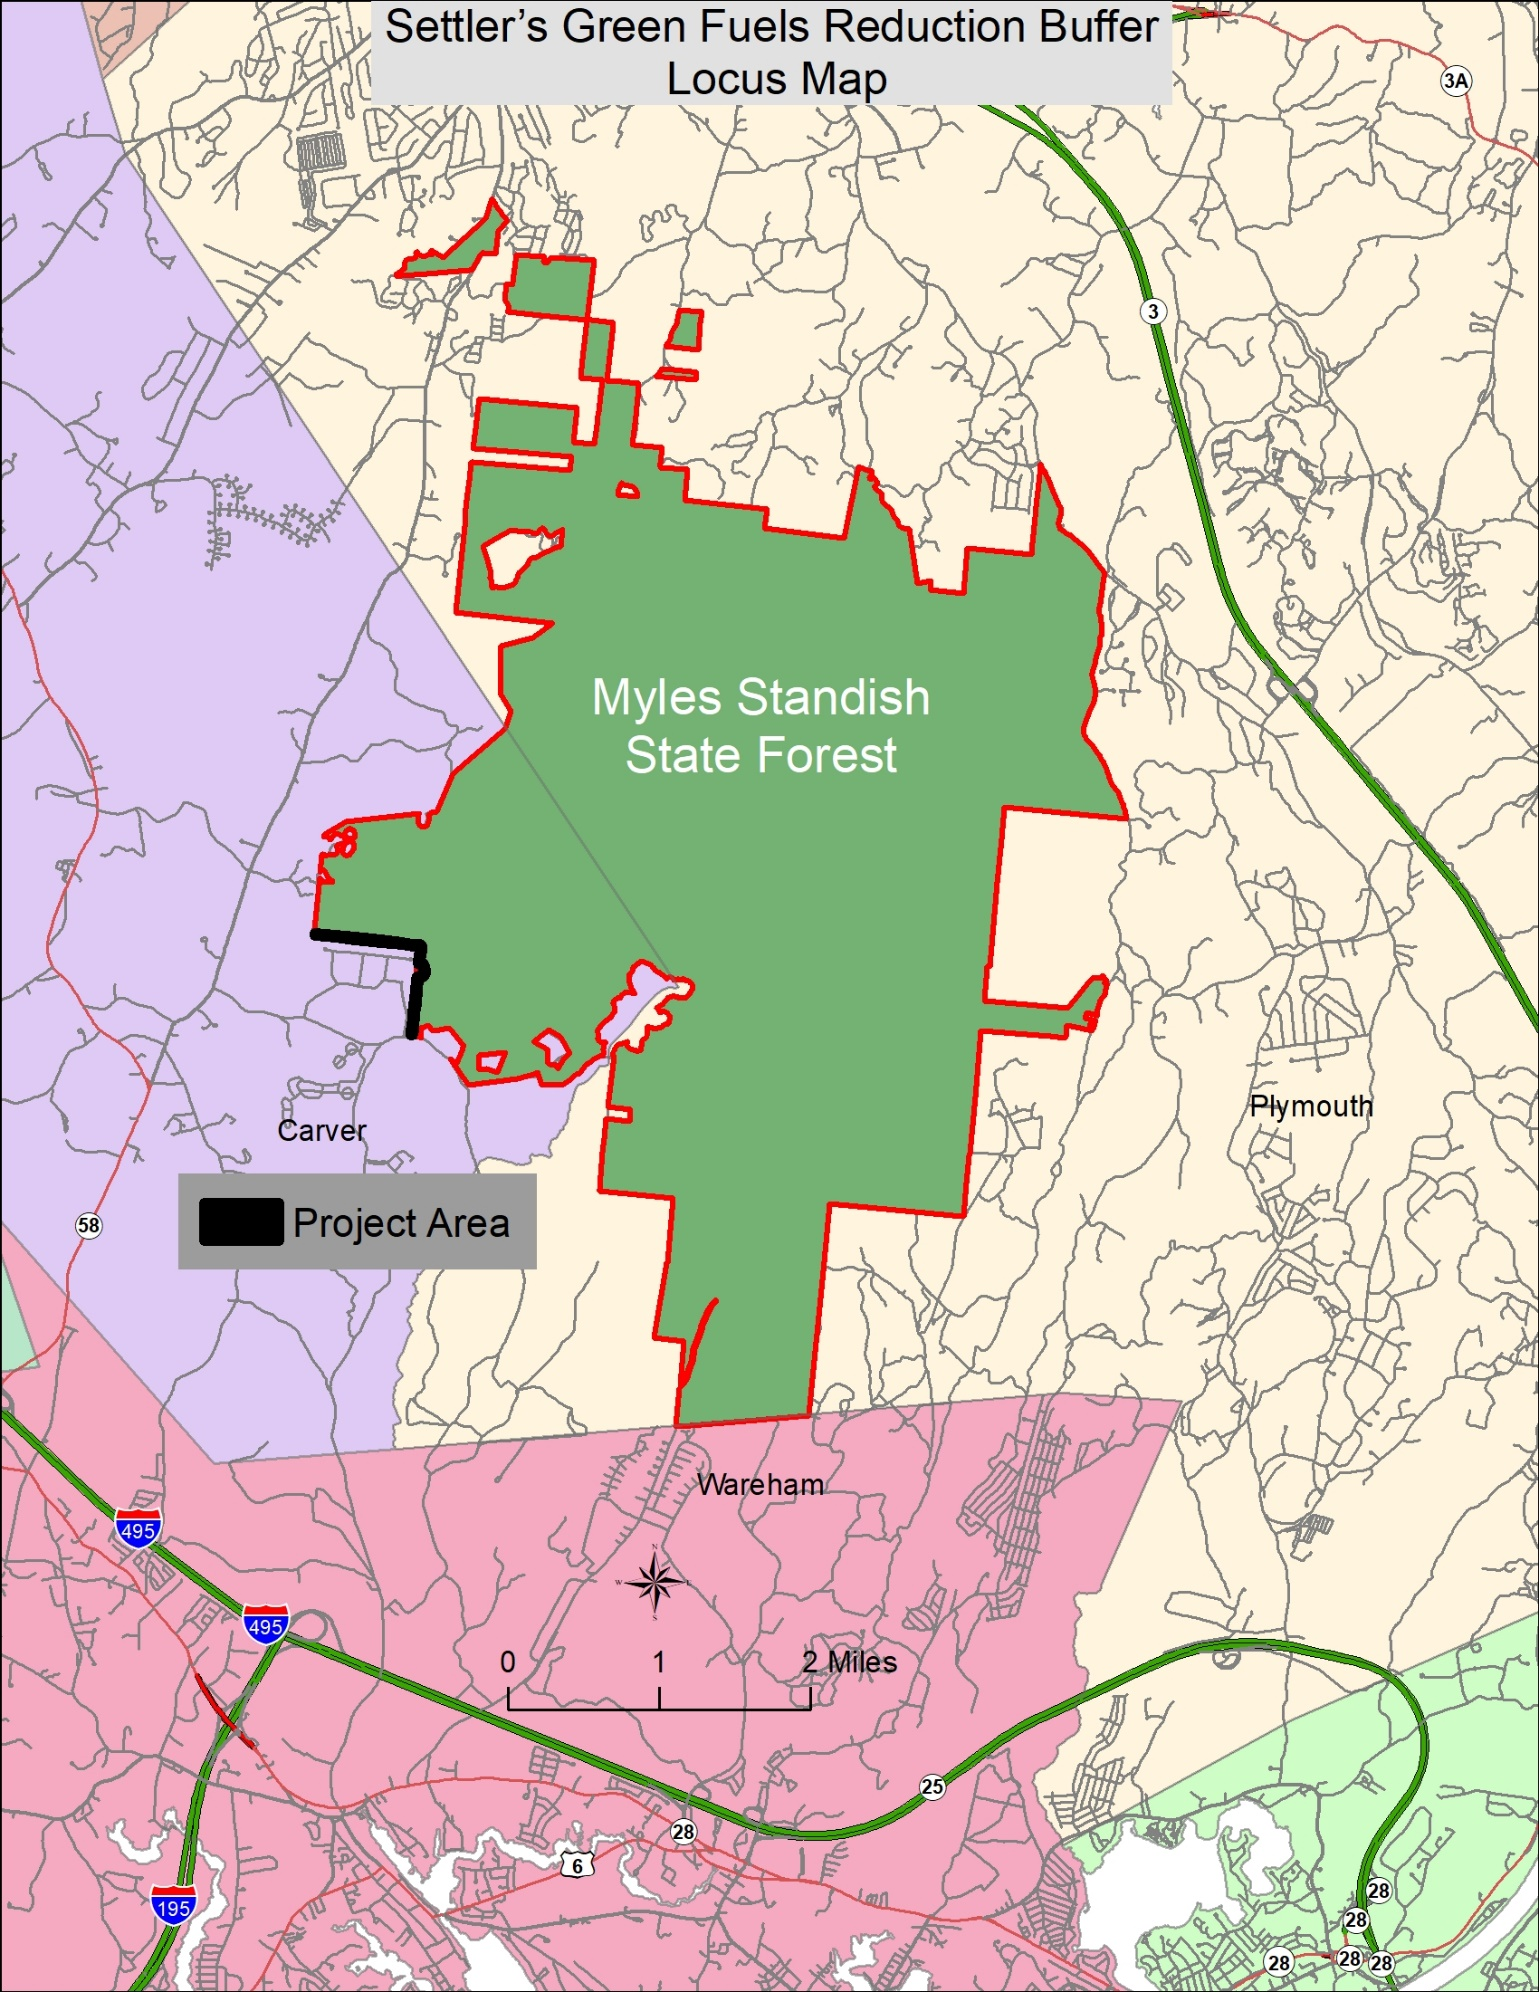 Settler's Green Fuels Reduction Buffer
Locus Map
3A
3
Myles Standish
State Forest
Plymouth
Carver
Project Area
58
Wareham
495
N
W
E
S
495
0 1 2 Miles
25
28
6
28
195
28
28
28
28